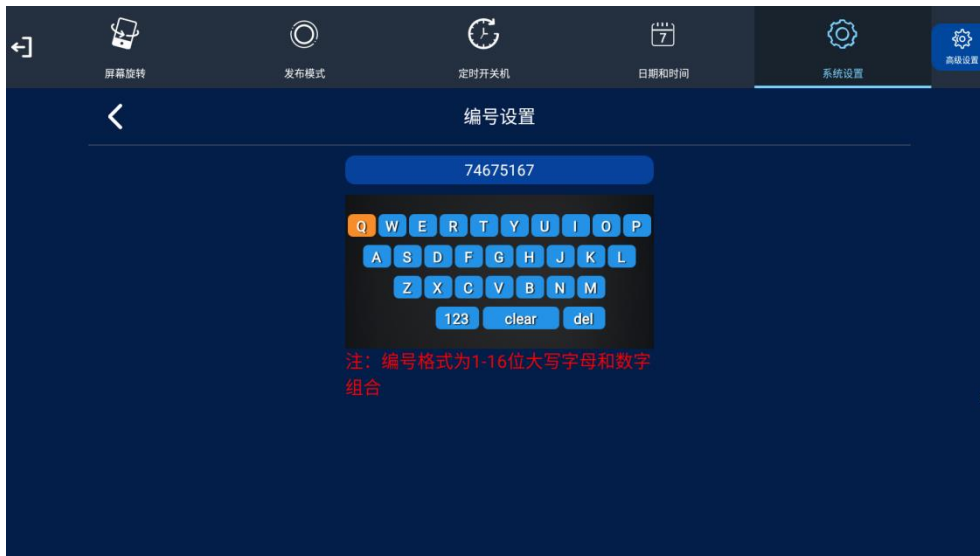 屏幕旋转
发布模式
定时开关机
7
日期和时间
系统设置
高级设置
编号设置
74675167
Q W E R T Y U I O P
A S D F G H J K L
Z X C V B N M
123 clear del
注：编号格式为1-16位大写字母和数字
组合